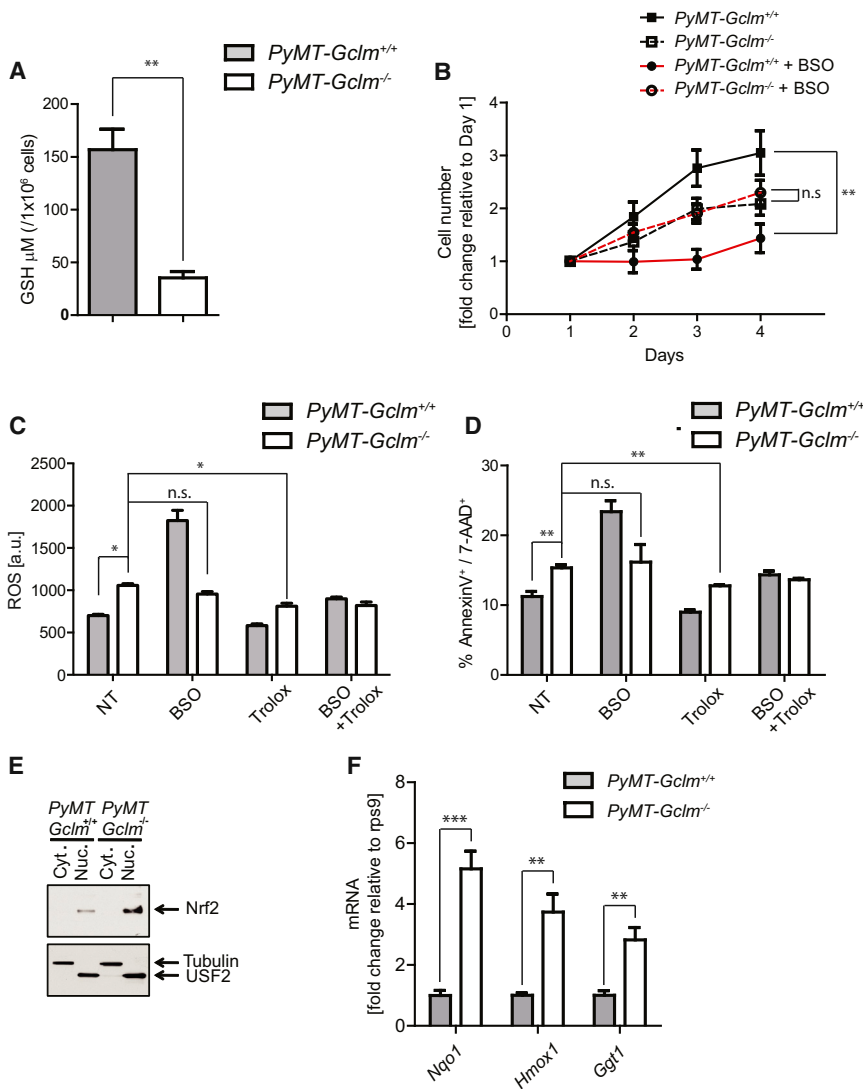 A
PyMT-Gclm+/+
PyMT-Gclm-/-
**
GSH μM (/1x10⁶ cells)
200
150
100
50
0
B
PyMT-Gclm+/+
PyMT-Gclm-/-
PyMT-Gclm+/+ + BSO
PyMT-Gclm-/- + BSO
Cell number
[fold change relative to Day 1]
4
3
2
1
0
n.s
**
0 1 2 3 4
Days
C
PyMT-Gclm+/+
PyMT-Gclm-/-
ROS [a.u.]
2500
2000
1500
1000
500
0
*
n.s.
*
NT
BSO
Trolox
BSO
+Trolox
D
PyMT-Gclm+/+
PyMT-Gclm-/-
% AnnexinV+ / 7-AAD+
30
20
10
0
**
n.s.
**
NT
BSO
Trolox
BSO
+Trolox
E
PyMT PyMT
Gclm+/+ Gclm-/-
Cyt. Nuc. Cyt. Nuc.
Nrf2
Tubulin
USF2
F
PyMT-Gclm+/+
PyMT-Gclm-/-
mRNA
[fold change relative to rps9]
8
6
4
2
0
***
**
**
Nqo1
Hmox1
Ggt1